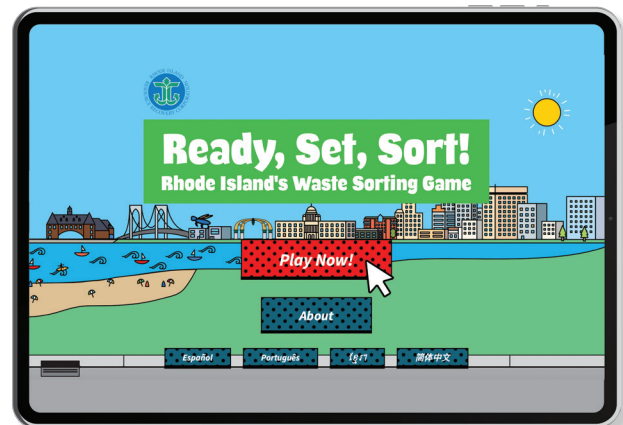 Ready, Set, Sort!
Rhode Island's Waste Sorting Game
Play Now!
About
Español
Português
ខ្មែរ
简体中文